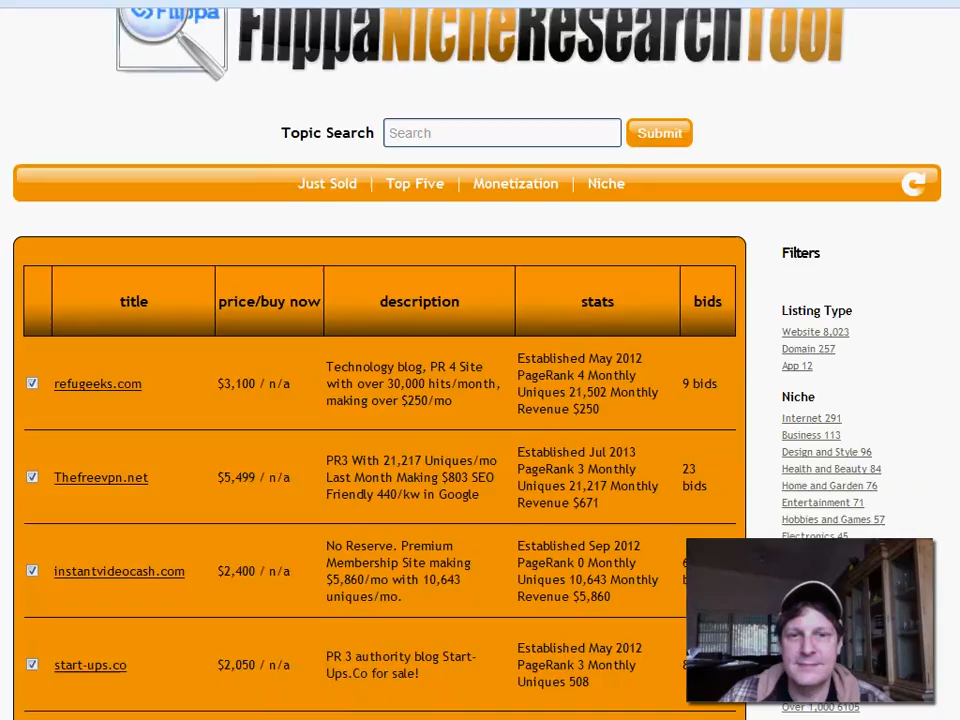 Flippa
FlippaNicheResearchTool
Topic Search Search Submit
Just Sold | Top Five | Monetization | Niche
title price/buy now description stats bids
refugeeks.com
$3,100 / n/a
Technology blog, PR 4 Site
with over 30,000 hits/month,
making over $250/mo
Established May 2012
PageRank 4 Monthly
Uniques 21,502 Monthly
Revenue $250
9 bids
Thefreevpn.net
$5,499 / n/a
PR3 With 21,217 Uniques/mo
Last Month Making $803 SEO
Friendly 440/kw in Google
Established Jul 2013
PageRank 3 Monthly
Uniques 21,217 Monthly
Revenue $671
23
bids
instantvideocash.com
$2,400 / n/a
No Reserve. Premium
Membership Site making
$5,860/mo with 10,643
uniques/mo.
Established Sep 2012
PageRank 0 Monthly
Uniques 10,643 Monthly
Revenue $5,860
start-ups.co
$2,050 / n/a
PR 3 authority blog Start-
Ups.Co for sale!
Established May 2012
PageRank 3 Monthly
Uniques 508
Filters
Listing Type
Website 8,023
Domain 257
App 12
Niche
Internet 291
Business 113
Design and Style 96
Health and Beauty 84
Home and Garden 76
Entertainment 71
Hobbies and Games 57
Electronics 45
Over 1,000 6105